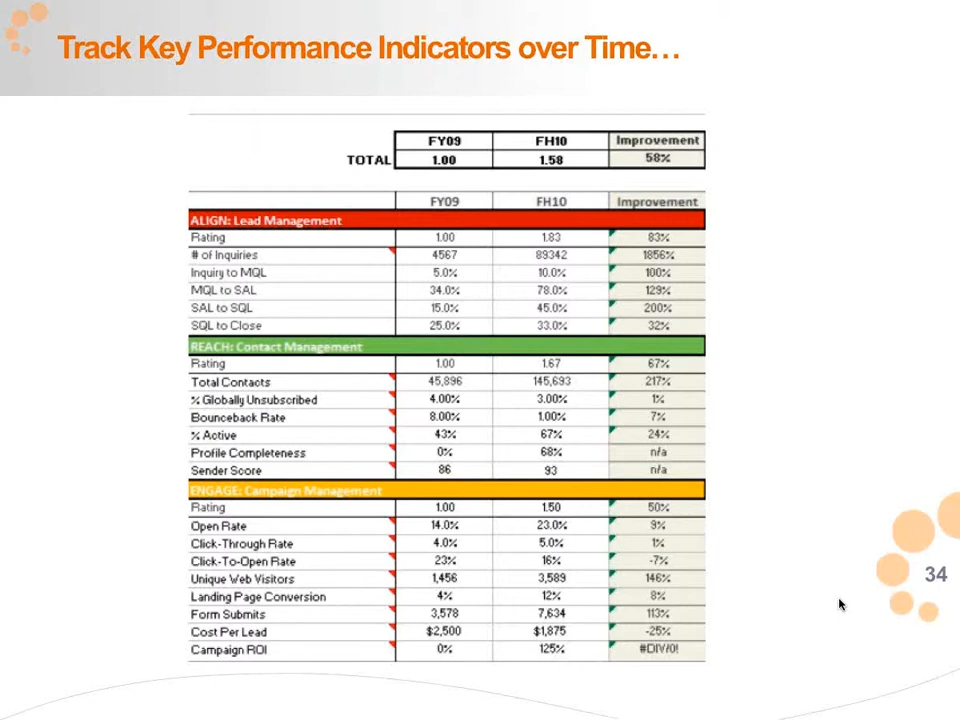 Track Key Performance Indicators over Time…
FY09 FH10 Improvement
TOTAL 1.00 1.58 58%
FY09 FH10 Improvement
ALIGN: Lead Management
Rating 1.00 1.83 83%
# of Inquiries 4567 89342 1856%
Inquiry to MQL 5.0% 10.0% 100%
MQL to SAL 34.0% 78.0% 129%
SAL to SQL 15.0% 45.0% 200%
SQL to Close 25.0% 33.0% 32%
REACH: Contact Management
Rating 1.00 1.67 67%
Total Contacts 45,896 145,693 217%
% Globally Unsubscribed 4.00% 3.00% 1%
Bounceback Rate 8.00% 1.00% 7%
% Active 43% 67% 24%
Profile Completeness 0% 68% n/a
Sender Score 86 93 n/a
ENGAGE: Campaign Management
Rating 1.00 1.50 50%
Open Rate 14.0% 23.0% 9%
Click-Through Rate 4.0% 5.0% 1%
Click-To-Open Rate 23% 16% -7%
Unique Web Visitors 1,456 3,589 146%
Landing Page Conversion 4% 12% 8%
Form Submits 3,578 7,634 113%
Cost Per Lead $2,500 $1,875 -25%
Campaign ROI 0% 125% #DIV/0!
34